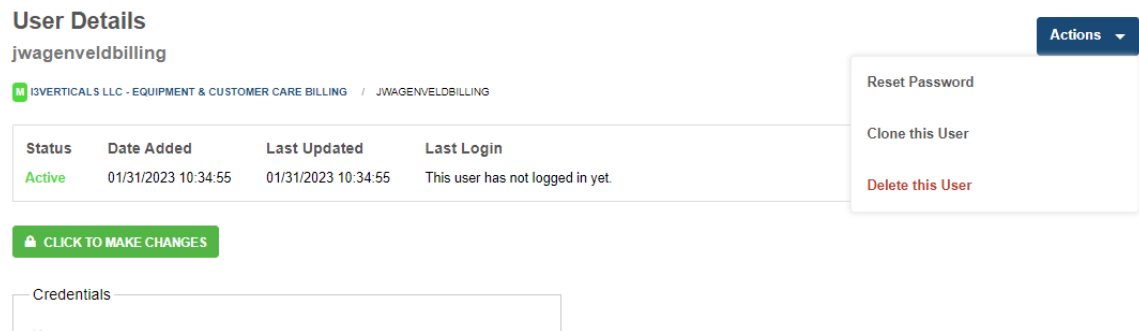 User Details
Actions
jwagenveldbilling
Reset Password
M I3VERTICALS LLC - EQUIPMENT & CUSTOMER CARE BILLING / JWAGENVELDBILLING
Clone this User
Status Date Added Last Updated Last Login
Active 01/31/2023 10:34:55 01/31/2023 10:34:55 This user has not logged in yet.
Delete this User
CLICK TO MAKE CHANGES
Credentials